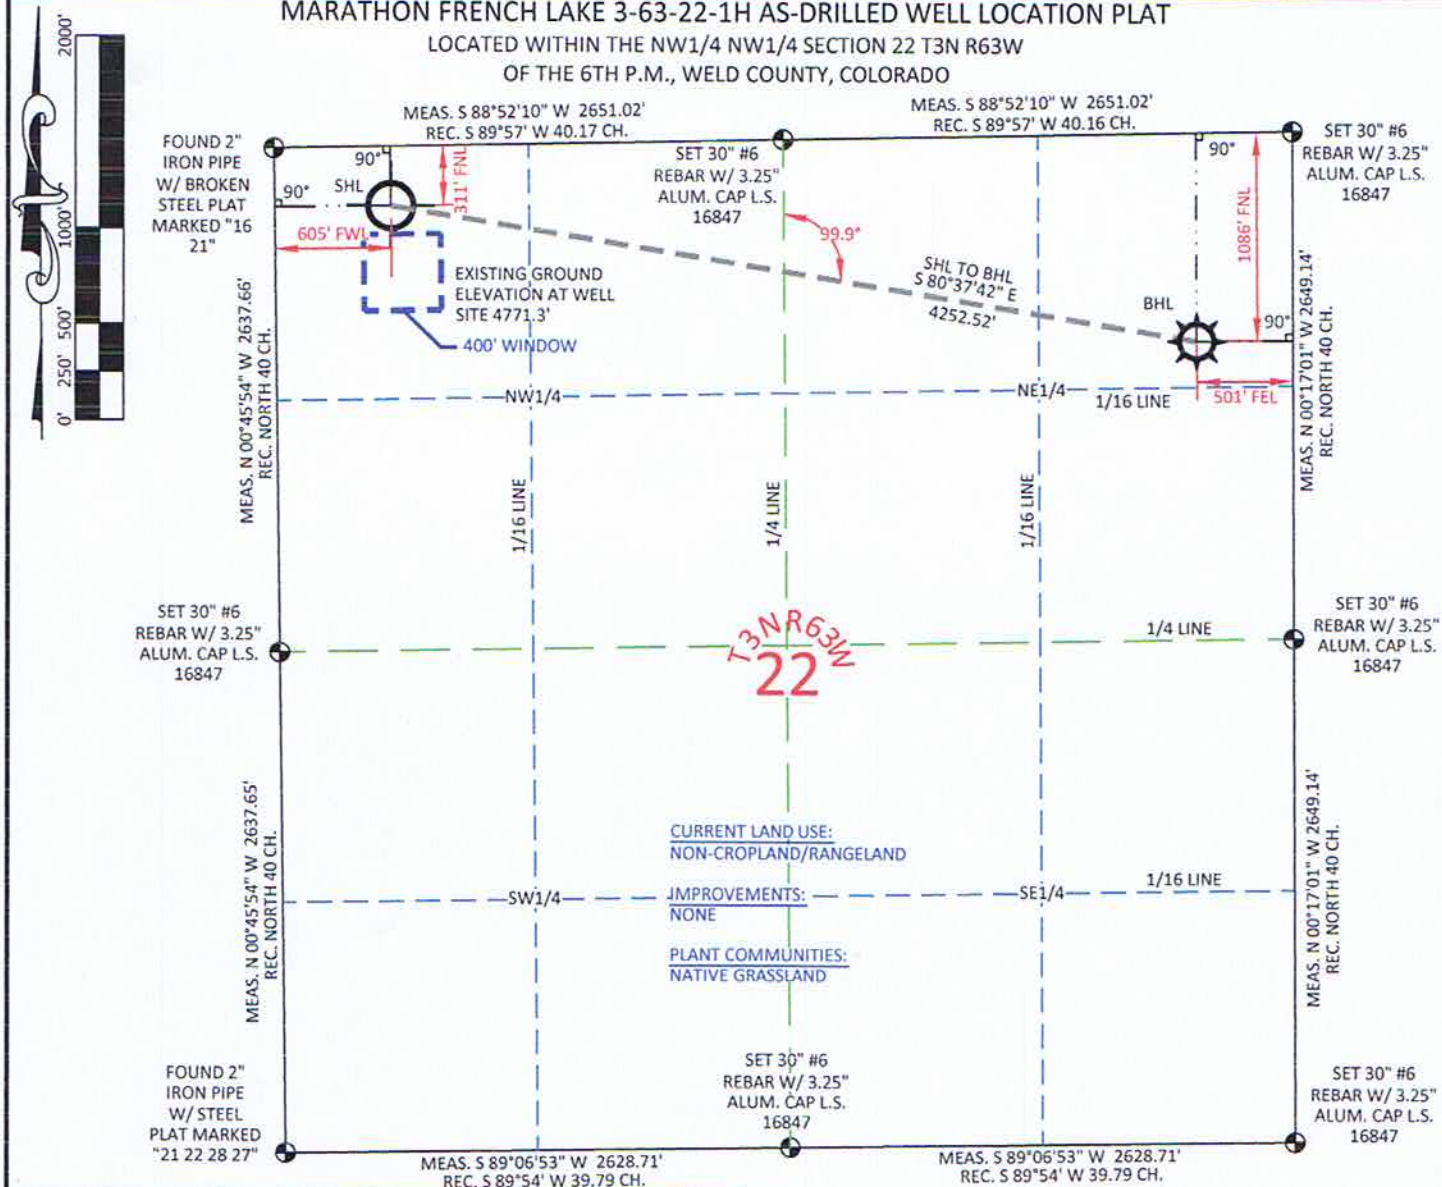 MARATHON FRENCH LAKE 3-63-22-1H AS-DRILLED WELL LOCATION PLAT
LOCATED WITHIN THE NW1/4 NW1/4 SECTION 22 T3N R63W
OF THE 6TH P.M., WELD COUNTY, COLORADO
2000'
1000'
500'
250'
0'
MEAS. S 88°52'10" W 2651.02'
REC. S 89°57' W 40.17 CH.
MEAS. S 88°52'10" W 2651.02'
REC. S 89°57' W 40.16 CH.
FOUND 2"
IRON PIPE
W/ BROKEN
STEEL PLAT
MARKED "16
21"
SET 30" #6
REBAR W/ 3.25"
ALUM. CAP L.S.
16847
SET 30" #6
REBAR W/ 3.25"
ALUM. CAP L.S.
16847
90°
90°
SHL
311' FNL
605' FWL
EXISTING GROUND
ELEVATION AT WELL
SITE 4771.3'
400' WINDOW
99.9°
SHL TO BHL
S 80°37'42" E
4252.52'
BHL
90°
1086' FNL
90°
501' FEL
MEAS. N 00°45'54" W 2637.66'
REC. NORTH 40 CH.
MEAS. N 00°17'01" W 2649.14'
REC. NORTH 40 CH.
NW1/4
NE1/4
1/16 LINE
1/16 LINE
1/4 LINE
1/16 LINE
SET 30" #6
REBAR W/ 3.25"
ALUM. CAP L.S.
16847
T3N R63W
22
1/4 LINE
SET 30" #6
REBAR W/ 3.25"
ALUM. CAP L.S.
16847
MEAS. N 00°45'54" W 2637.65'
REC. NORTH 40 CH.
MEAS. N 00°17'01" W 2649.14'
REC. NORTH 40 CH.
CURRENT LAND USE:
NON-CROPLAND/RANGELAND
SW1/4
IMPROVEMENTS:
NONE
SE1/4
1/16 LINE
PLANT COMMUNITIES:
NATIVE GRASSLAND
FOUND 2"
IRON PIPE
W/ STEEL
PLAT MARKED
"21 22 28 27"
SET 30" #6
REBAR W/ 3.25"
ALUM. CAP L.S.
16847
SET 30" #6
REBAR W/ 3.25"
ALUM. CAP L.S.
16847
MEAS. S 89°06'53" W 2628.71'
REC. S 89°54' W 39.79 CH.
MEAS. S 89°06'53" W 2628.71'
REC. S 89°54' W 39.79 CH.